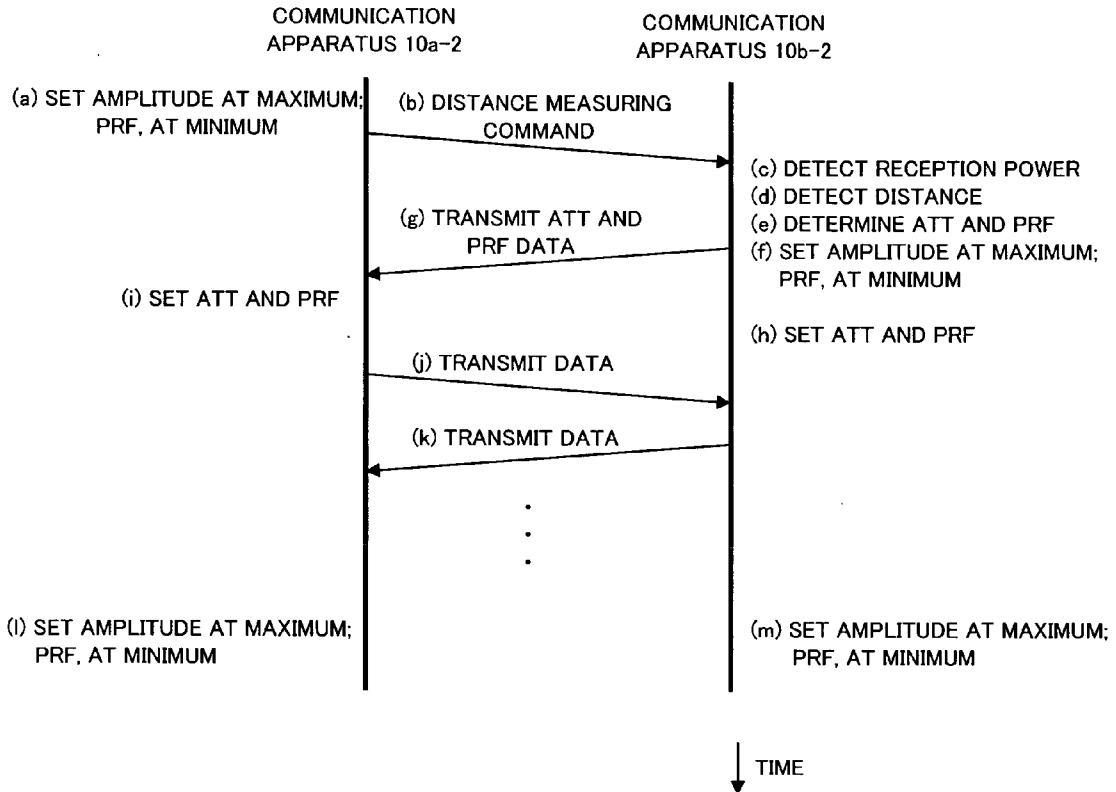 COMMUNICATION
APPARATUS 10a-2
COMMUNICATION
APPARATUS 10b-2
(a) SET AMPLITUDE AT MAXIMUM;
PRF, AT MINIMUM
(b) DISTANCE MEASURING
COMMAND
(c) DETECT RECEPTION POWER
(d) DETECT DISTANCE
(e) DETERMINE ATT AND PRF
(f) SET AMPLITUDE AT MAXIMUM;
PRF, AT MINIMUM
(g) TRANSMIT ATT AND
PRF DATA
(i) SET ATT AND PRF
(h) SET ATT AND PRF
(j) TRANSMIT DATA
(k) TRANSMIT DATA
(l) SET AMPLITUDE AT MAXIMUM;
PRF, AT MINIMUM
(m) SET AMPLITUDE AT MAXIMUM;
PRF, AT MINIMUM
TIME